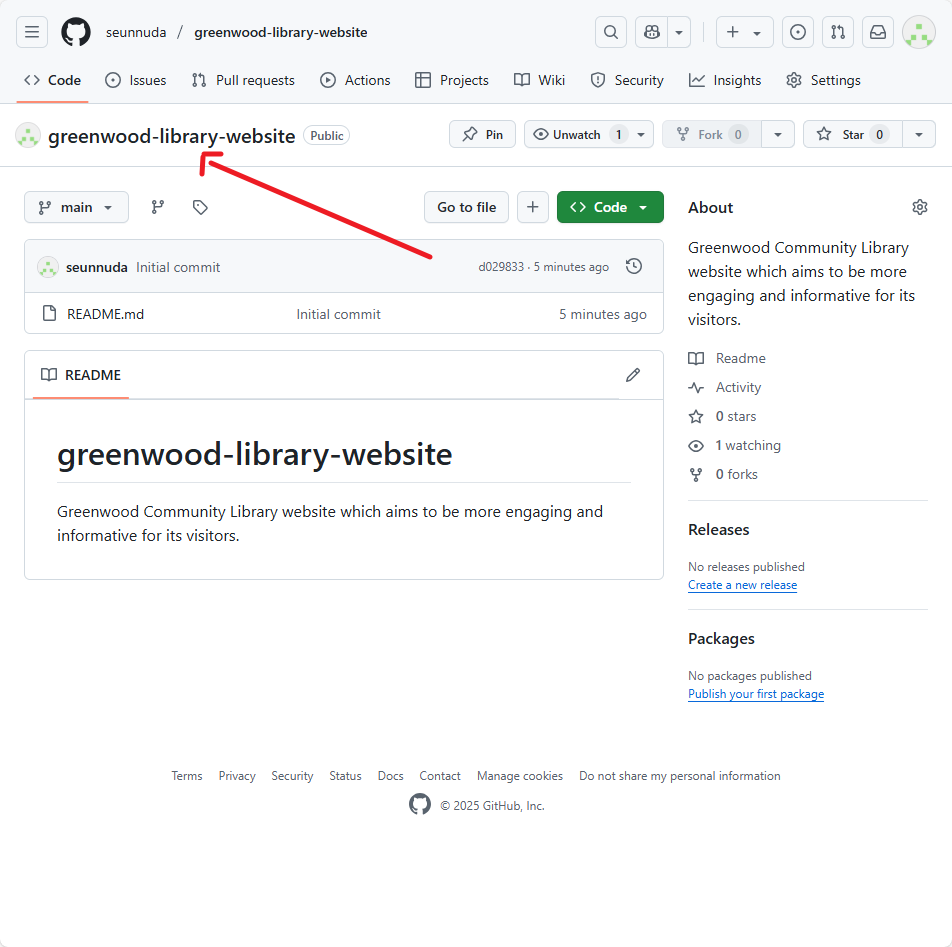 seunnuda / greenwood-library-website
Code Issues Pull requests Actions Projects Wiki Security Insights Settings
greenwood-library-website Public Pin Unwatch 1 Fork 0 Star 0
main Go to file + Code
seunnuda Initial commit d029833 · 5 minutes ago
README.md Initial commit 5 minutes ago
README
greenwood-library-website
Greenwood Community Library website which aims to be more engaging and
informative for its visitors.
About
Greenwood Community Library
website which aims to be more
engaging and informative for its
visitors.
Readme
Activity
0 stars
1 watching
0 forks
Releases
No releases published
Create a new release
Packages
No packages published
Publish your first package
Terms Privacy Security Status Docs Contact Manage cookies Do not share my personal information
© 2025 GitHub, Inc.